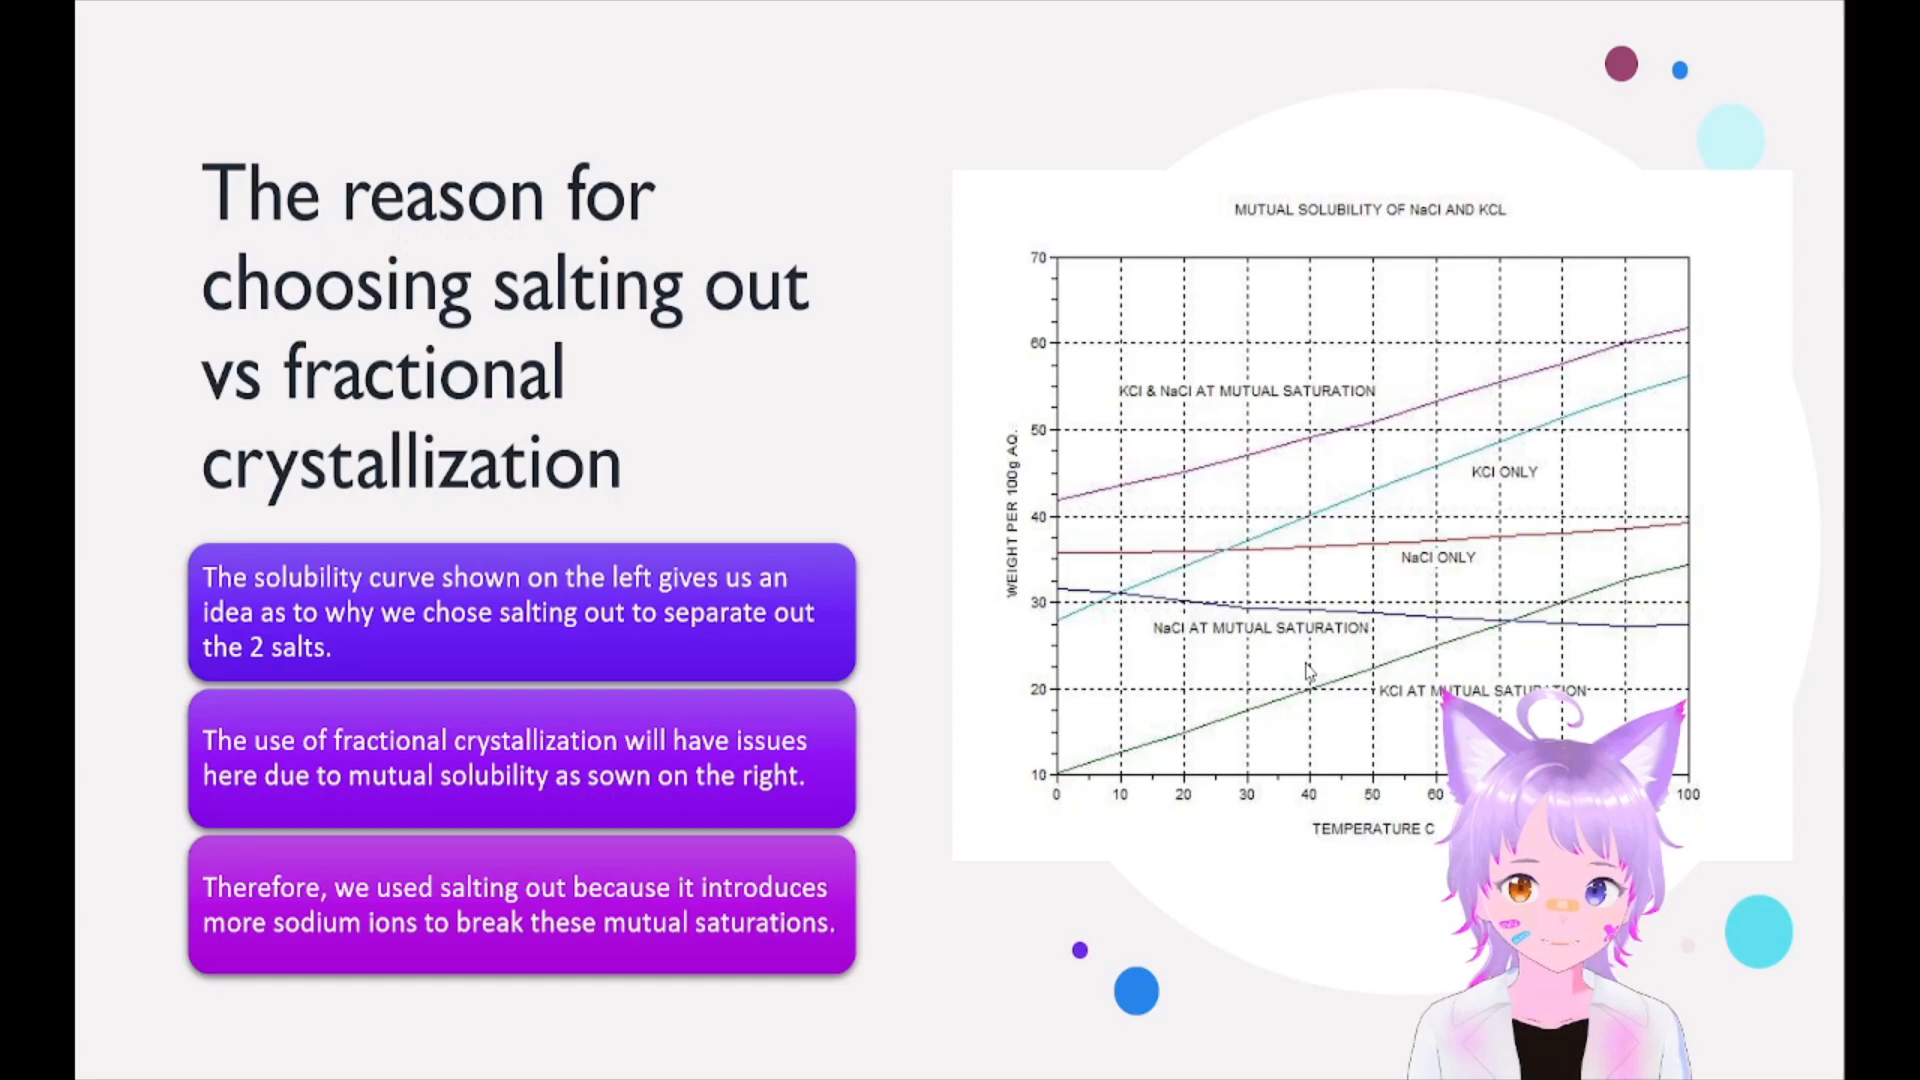 The reason for
choosing salting out
vs fractional
crystallization
The solubility curve shown on the left gives us an
idea as to why we chose salting out to separate out
the 2 salts.
The use of fractional crystallization will have issues
here due to mutual solubility as sown on the right.
Therefore, we used salting out because it introduces
more sodium ions to break these mutual saturations.
MUTUAL SOLUBILITY OF NaCl AND KCL
70
60
50
40
30
20
10
WEIGHT PER 100g AQ.
KCl & NaCl AT MUTUAL SATURATION
KCl ONLY
NaCl ONLY
NaCl AT MUTUAL SATURATION
KCl AT MUTUAL SATURATION
0 10 20 30 40 50 60 100
TEMPERATURE C